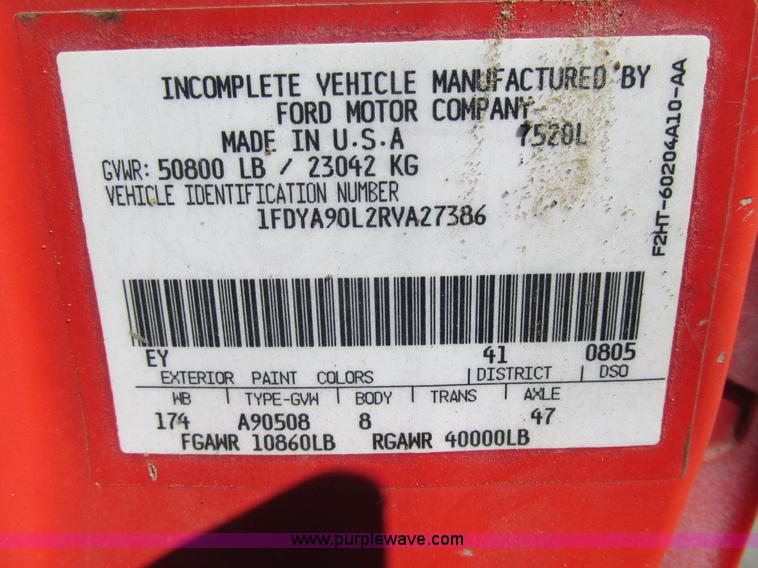 INCOMPLETE VEHICLE MANUFACTURED BY
FORD MOTOR COMPANY
MADE IN U.S.A 7520L
GVWR: 50800 LB / 23042 KG
VEHICLE IDENTIFICATION NUMBER
1FDYA90L2RVA27386
F2HT-60204A10-AA
EY 41 0805
EXTERIOR PAINT COLORS DISTRICT DSO
WB TYPE-GVW BODY TRANS AXLE
174 A90508 8 47
FGAWR 10860LB RGAWR 40000LB
www.purplewave.com